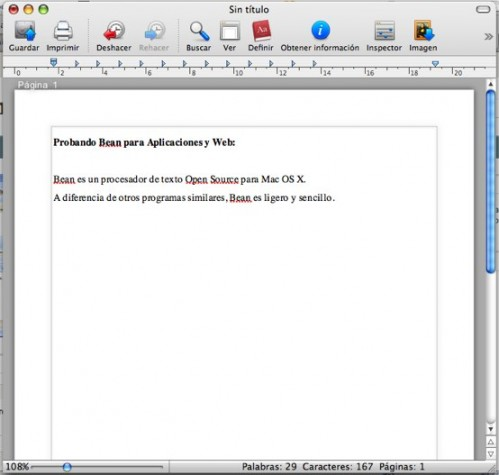 Sin título
Guardar Imprimir Deshacer Rehacer Buscar Ver Definir Obtener información Inspector Imagen
0 2 4 6 8 10 12 14 16 18 20
Página 1
Probando Bean para Aplicaciones y Web:
Bean es un procesador de texto Open Source para Mac OS X.
A diferencia de otros programas similares, Bean es ligero y sencillo.
108% Palabras: 29 Caracteres: 167 Páginas: 1